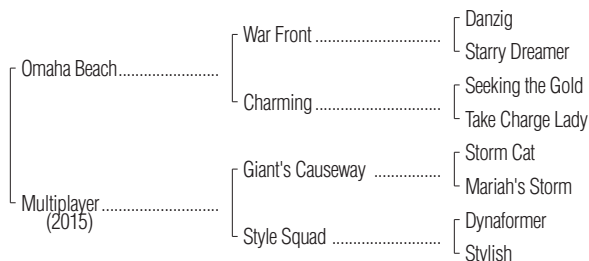 Danzig
War Front
Starry Dreamer
Omaha Beach
Seeking the Gold
Charming
Take Charge Lady
Storm Cat
Giant's Causeway
Mariah's Storm
Multiplayer
(2015)
Dynaformer
Style Squad
Stylish